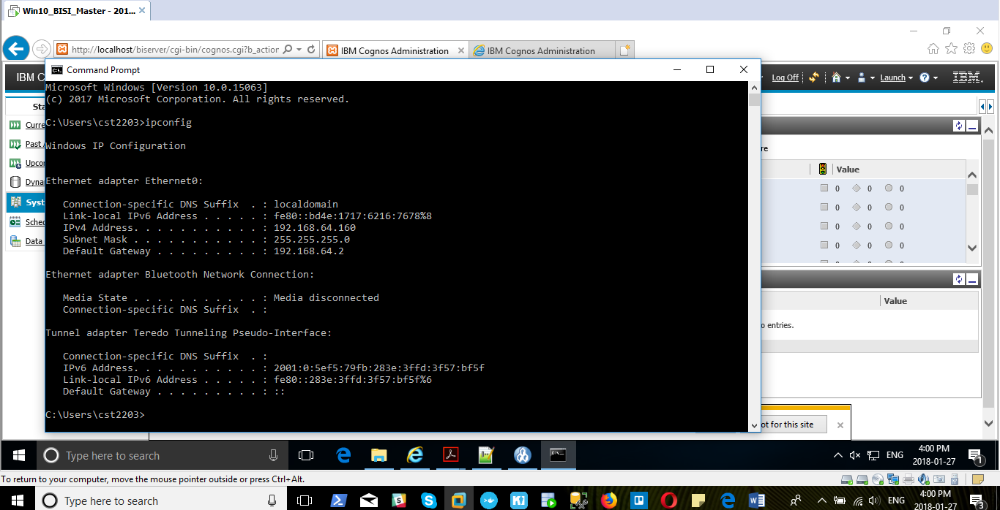 Win10_BISI_Master - 201...
http://localhost/biserver/cgi-bin/cognos.cgi?b_action
IBM Cognos Administration
IBM Cognos Administration
Command Prompt
IBM C
Log Off
Launch
IBM.
Microsoft Windows [Version 10.0.15063]
(c) 2017 Microsoft Corporation. All rights reserved.
C:\Users\cst2203>ipconfig
Windows IP Configuration
Ethernet adapter Ethernet0:
Connection-specific DNS Suffix . : localdomain
Link-local IPv6 Address . . . . . : fe80::bd4e:1717:6216:7678%8
IPv4 Address. . . . . . . . . . . : 192.168.64.160
Subnet Mask . . . . . . . . . . . : 255.255.255.0
Default Gateway . . . . . . . . . : 192.168.64.2
Ethernet adapter Bluetooth Network Connection:
Media State . . . . . . . . . . . : Media disconnected
Connection-specific DNS Suffix . :
Tunnel adapter Teredo Tunneling Pseudo-Interface:
Connection-specific DNS Suffix . :
IPv6 Address. . . . . . . . . . . : 2001:0:5ef5:79fb:283e:3ffd:3f57:bf5f
Link-local IPv6 Address . . . . . : fe80::283e:3ffd:3f57:bf5f%6
Default Gateway . . . . . . . . . : ::
C:\Users\cst2203>
Sta
Curre
Past
Upcom
Dyna
Syst
Sched
Data
re
Value
0 0 0
0 0 0
0 0 0
0 0 0
Value
o entries.
ot for this site
Type here to search
ENG
4:00 PM
2018-01-27
1
To return to your computer, move the mouse pointer outside or press Ctrl+Alt.
Type here to search
ENG
4:00 PM
2018-01-27
3